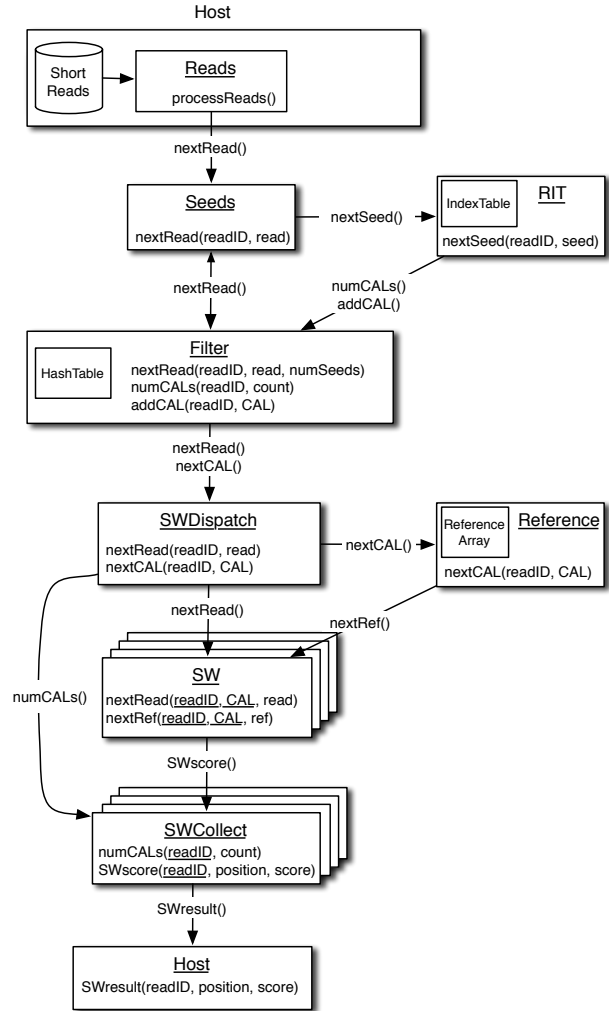 Host
Short
Reads
Reads
processReads()
nextRead()
Seeds
nextRead(readID, read)
nextSeed()
IndexTable
RIT
nextSeed(readID, seed)
nextRead()
numCALs()
addCAL()
Filter
HashTable
nextRead(readID, read, numSeeds)
numCALs(readID, count)
addCAL(readID, CAL)
nextRead()
nextCAL()
SWDispatch
nextRead(readID, read)
nextCAL(readID, CAL)
nextCAL()
Reference
Array
Reference
nextCAL(readID, CAL)
nextRead()
nextRef()
SW
nextRead(readID, CAL, read)
nextRef(readID, CAL, ref)
numCALs()
SWscore()
SWCollect
numCALs(readID, count)
SWscore(readID, position, score)
SWresult()
Host
SWresult(readID, position, score)